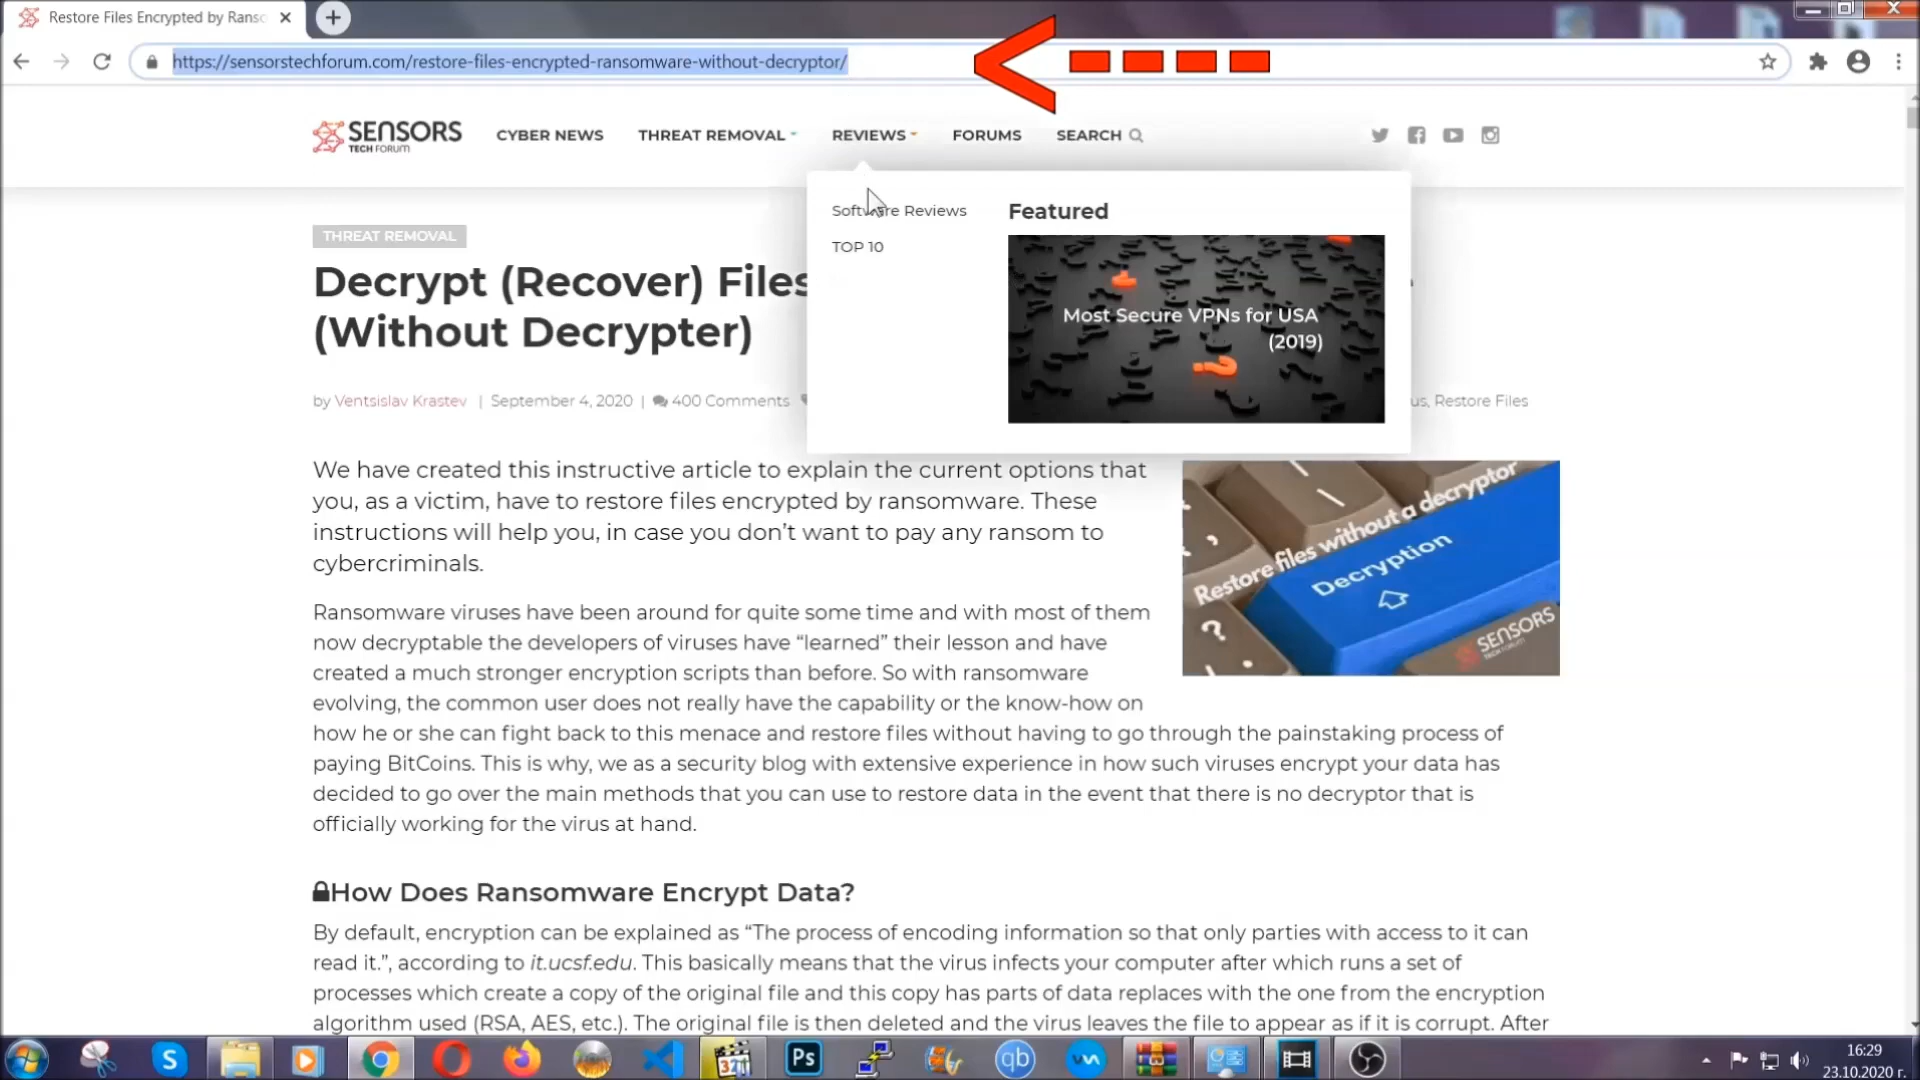 Restore Files Encrypted by Ranso
https://sensorstechforum.com/restore-files-encrypted-ransomware-without-decryptor/
SENSORS
TECH FORUM
CYBER NEWS
THREAT REMOVAL
REVIEWS
FORUMS
SEARCH
Software Reviews
TOP 10
Featured
Most Secure VPNs for USA
(2019)
THREAT REMOVAL
Decrypt (Recover) Files
(Without Decrypter)
by Ventsislav Krastev | September 4, 2020 | 400 Comments
us, Restore Files
We have created this instructive article to explain the current options that
you, as a victim, have to restore files encrypted by ransomware. These
instructions will help you, in case you don’t want to pay any ransom to
cybercriminals.
Restore files without a decryptor
Decryption
SENSORS
TECH FORUM
Ransomware viruses have been around for quite some time and with most of them
now decryptable the developers of viruses have “learned” their lesson and have
created a much stronger encryption scripts than before. So with ransomware
evolving, the common user does not really have the capability or the know-how on
how he or she can fight back to this menace and restore files without having to go through the painstaking process of
paying BitCoins. This is why, we as a security blog with extensive experience in how such viruses encrypt your data has
decided to go over the main methods that you can use to restore data in the event that there is no decryptor that is
officially working for the virus at hand.
How Does Ransomware Encrypt Data?
By default, encryption can be explained as “The process of encoding information so that only parties with access to it can
read it.”, according to it.ucsf.edu. This basically means that the virus infects your computer after which runs a set of
processes which create a copy of the original file and this copy has parts of data replaces with the one from the encryption
algorithm used (RSA, AES, etc.). The original file is then deleted and the virus leaves the file to appear as if it is corrupt. After
S
321
Ps
qb
16:29
23.10.2020 г.